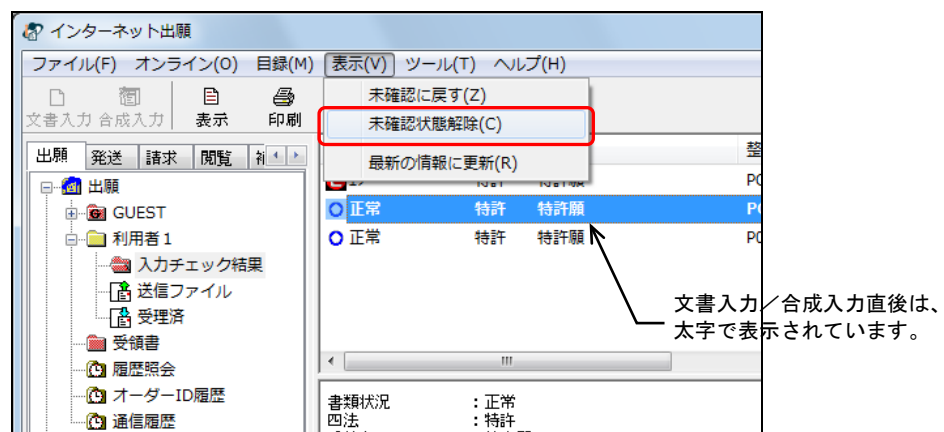 インターネット出願
ファイル(F) オンライン(O) 目録(M) 表示(V) ツール(T) ヘルプ(H)
文書入力 合成入力 表示 印刷
未確認に戻す(Z)
未確認状態解除(C)
最新の情報に更新(R)
出願 発送 請求 閲覧
整
特許 特許願 P0
正常 特許 特許願 P0
正常 特許 特許願 P0
出願
GUEST
利用者1
入力チェック結果
送信ファイル
受理済
受領書
履歴照会
オーダーID履歴
通信履歴
文書入力/合成入力直後は、
太字で表示されています。
書類状況 :正常
四法 :特許